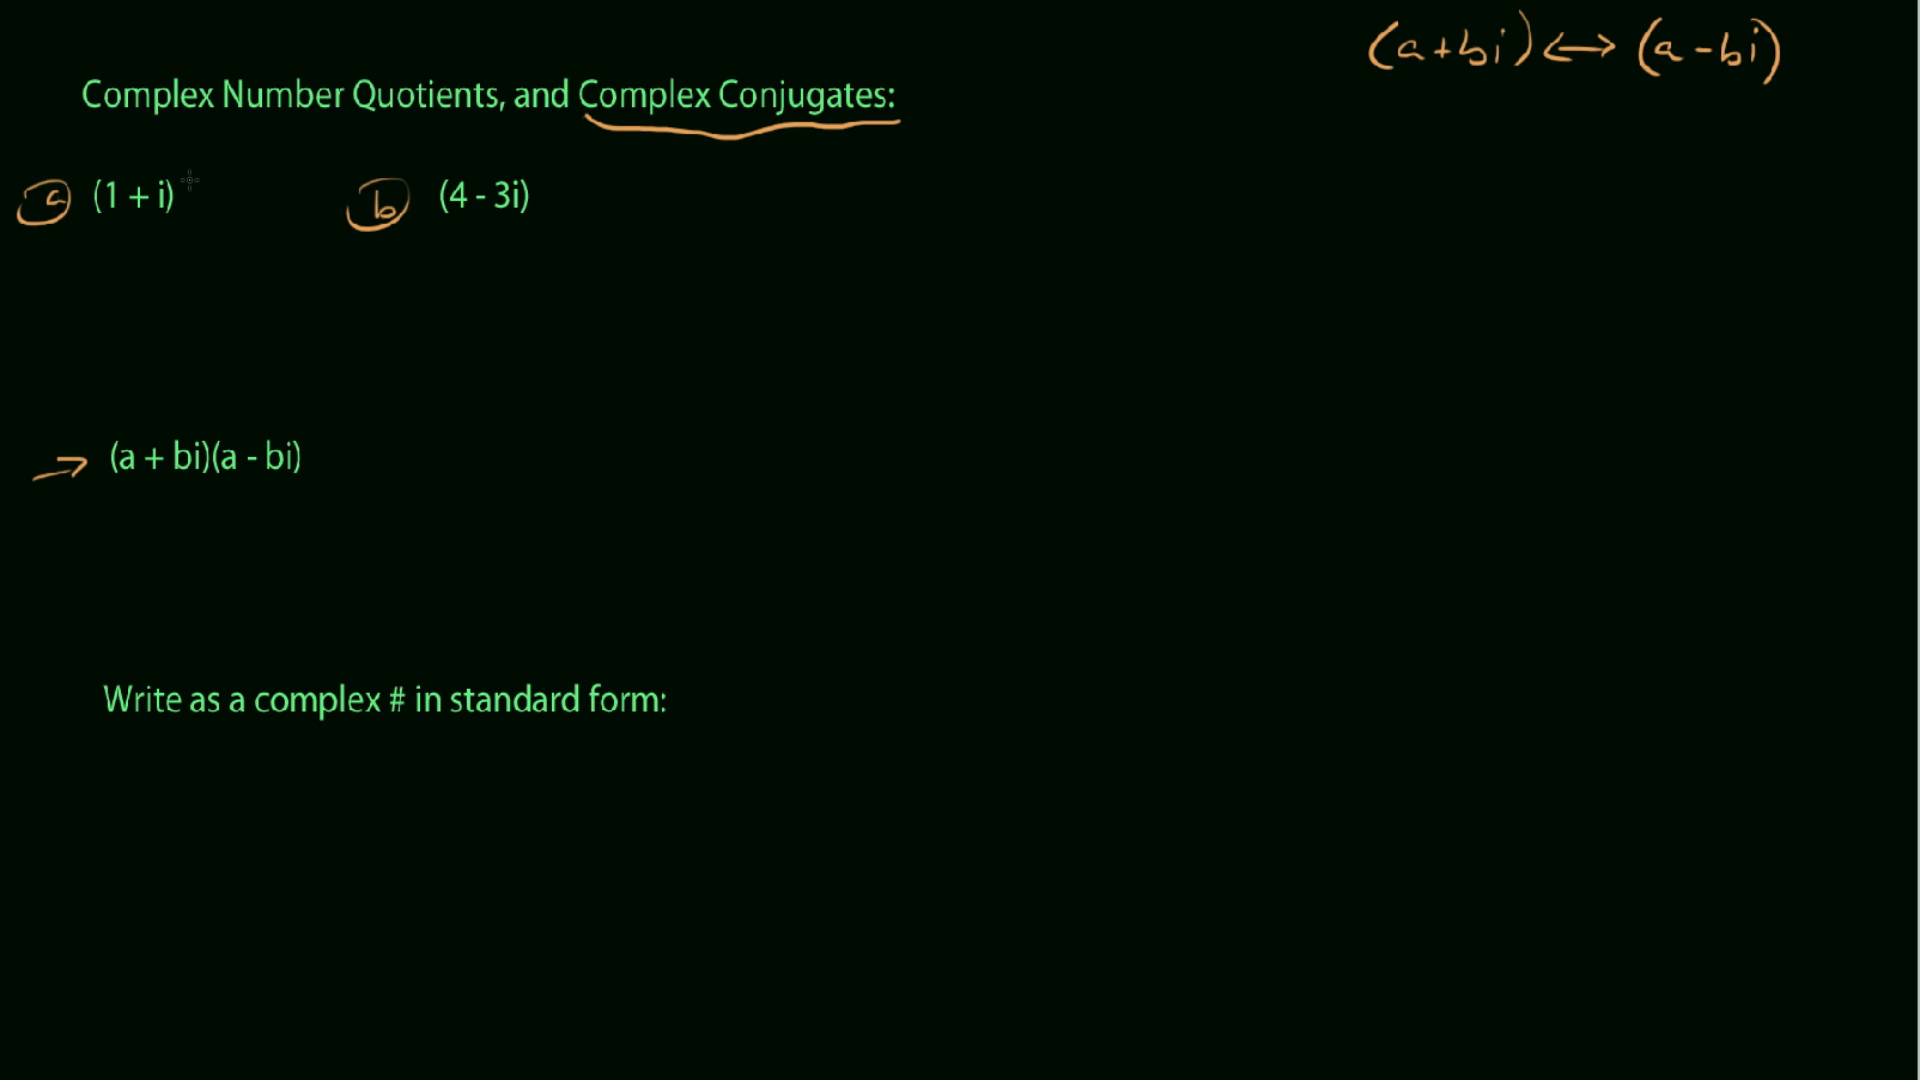 (a+bi)↔(a-bi)
Complex Number Quotients, and Complex Conjugates:
a (1 + i) b (4 - 3i)
→ (a + bi)(a - bi)
Write as a complex # in standard form: